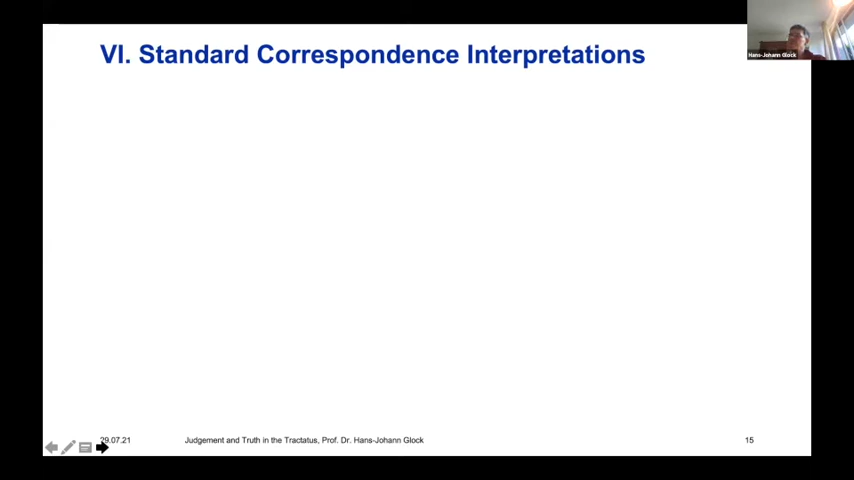 VI. Standard Correspondence Interpretations
Hans-Johann Glock
29.07.21
Judgement and Truth in the Tractatus, Prof. Dr. Hans-Johann Glock
15